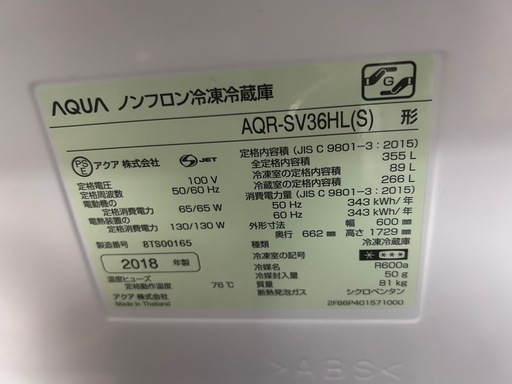 AQUA ノンフロン冷凍冷蔵庫
G
AQR-SV36HL(S) 形
PS E アクア 株式会社 S JET
定格電圧 100 V
定格周波数 50/60 Hz
電動機の
定格消費電力 65/65 W
電熱装置の
定格消費電力 130/130 W
製造番号 8TS00165
2018 年製
温度ヒューズ
定格動作温度 76℃
アクア 株式会社
Made in Thailand
定格内容積 (JIS C 9801-3 : 2015)
全定格内容積 355 L
冷凍室の定格内容積 89 L
冷蔵室の定格内容積 266 L
消費電力量 (JIS C 9801-3 : 2015)
50 Hz 343 kWh/年
60 Hz 343 kWh/年
外形寸法 幅 600 mm
奥行 662 mm 高さ 1729 mm
種類 冷凍冷蔵庫
冷凍室の記号 * ***
冷媒名 R600a
冷媒封入量 50 g
質量 81 kg
断熱発泡ガス シクロペンタン
2FB6P401571000
>ABS<